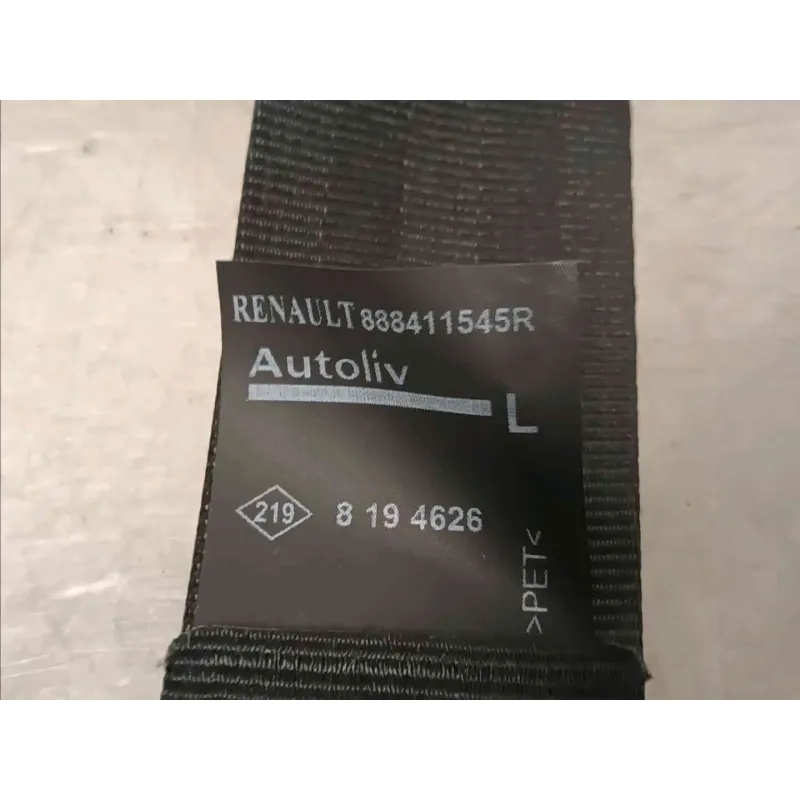 RENAULT 888411545R
Autoliv
L
219 8 19 4626
>PET<